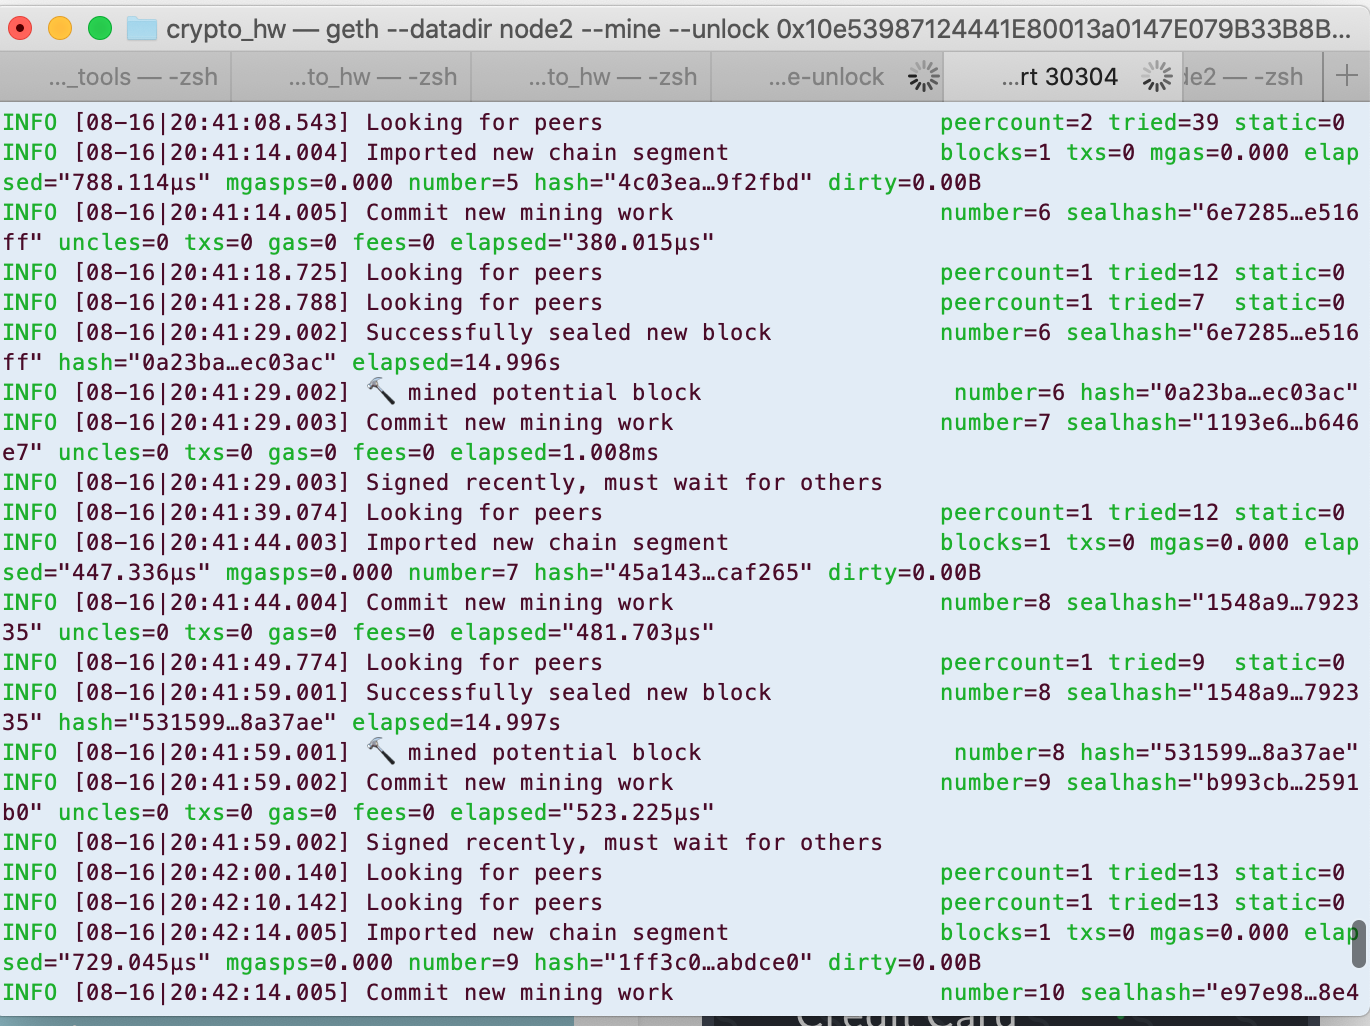 crypto_hw — geth --datadir node2 --mine --unlock 0x10e53987124441E80013a0147E079B33B8B...
..._tools — -zsh ...to_hw — -zsh ...to_hw — -zsh ...e-unlock ...rt 30304 de2 — -zsh +
INFO [08-16|20:41:08.543] Looking for peers peercount=2 tried=39 static=0
INFO [08-16|20:41:14.004] Imported new chain segment blocks=1 txs=0 mgas=0.000 elap
sed="788.114µs" mgasps=0.000 number=5 hash="4c03ea…9f2fbd" dirty=0.00B
INFO [08-16|20:41:14.005] Commit new mining work number=6 sealhash="6e7285…e516
ff" uncles=0 txs=0 gas=0 fees=0 elapsed="380.015µs"
INFO [08-16|20:41:18.725] Looking for peers peercount=1 tried=12 static=0
INFO [08-16|20:41:28.788] Looking for peers peercount=1 tried=7 static=0
INFO [08-16|20:41:29.002] Successfully sealed new block number=6 sealhash="6e7285…e516
ff" hash="0a23ba…ec03ac" elapsed=14.996s
INFO [08-16|20:41:29.002] 🔨 mined potential block number=6 hash="0a23ba…ec03ac"
INFO [08-16|20:41:29.003] Commit new mining work number=7 sealhash="1193e6…b646
e7" uncles=0 txs=0 gas=0 fees=0 elapsed=1.008ms
INFO [08-16|20:41:29.003] Signed recently, must wait for others
INFO [08-16|20:41:39.074] Looking for peers peercount=1 tried=12 static=0
INFO [08-16|20:41:44.003] Imported new chain segment blocks=1 txs=0 mgas=0.000 elap
sed="447.336µs" mgasps=0.000 number=7 hash="45a143…caf265" dirty=0.00B
INFO [08-16|20:41:44.004] Commit new mining work number=8 sealhash="1548a9…7923
35" uncles=0 txs=0 gas=0 fees=0 elapsed="481.703µs"
INFO [08-16|20:41:49.774] Looking for peers peercount=1 tried=9 static=0
INFO [08-16|20:41:59.001] Successfully sealed new block number=8 sealhash="1548a9…7923
35" hash="531599…8a37ae" elapsed=14.997s
INFO [08-16|20:41:59.001] 🔨 mined potential block number=8 hash="531599…8a37ae"
INFO [08-16|20:41:59.002] Commit new mining work number=9 sealhash="b993cb…2591
b0" uncles=0 txs=0 gas=0 fees=0 elapsed="523.225µs"
INFO [08-16|20:41:59.002] Signed recently, must wait for others
INFO [08-16|20:42:00.140] Looking for peers peercount=1 tried=13 static=0
INFO [08-16|20:42:10.142] Looking for peers peercount=1 tried=13 static=0
INFO [08-16|20:42:14.005] Imported new chain segment blocks=1 txs=0 mgas=0.000 elap
sed="729.045µs" mgasps=0.000 number=9 hash="1ff3c0…abdce0" dirty=0.00B
INFO [08-16|20:42:14.005] Commit new mining work number=10 sealhash="e97e98…8e4
Credit Card